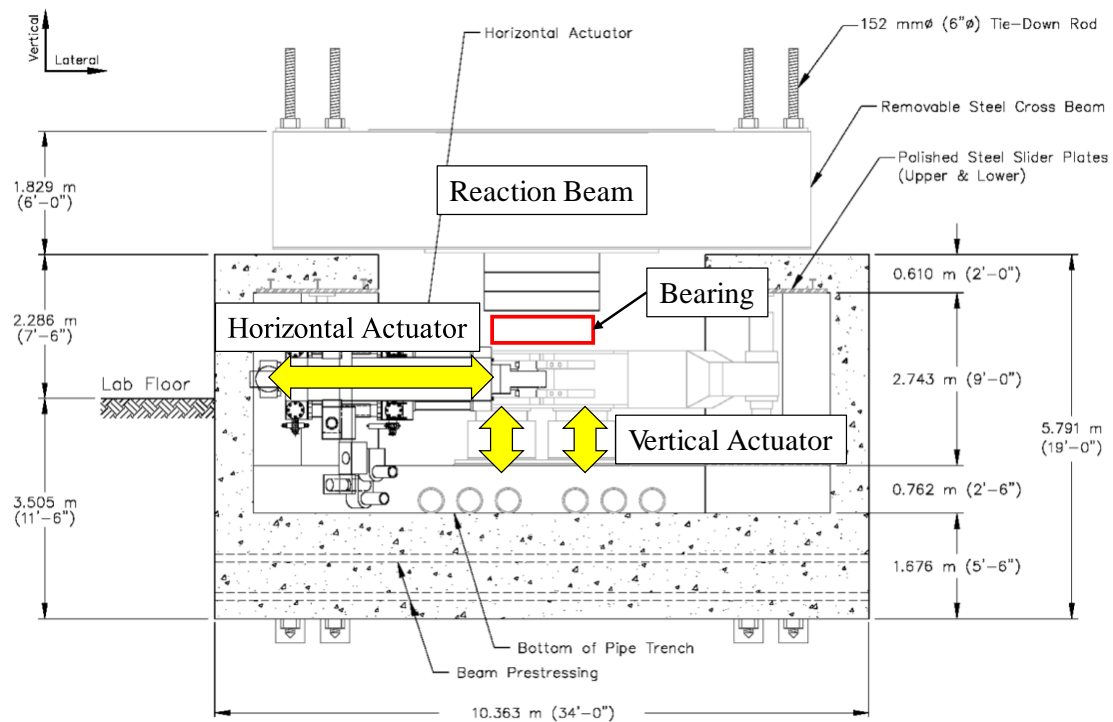 Vertical
Lateral
Horizontal Actuator
152 mmø (6"ø) Tie-Down Rod
Removable Steel Cross Beam
Polished Steel Slider Plates
(Upper & Lower)
1.829 m
(6'-0")
Reaction Beam
0.610 m (2'-0")
Bearing
2.286 m
(7'-6")
Horizontal Actuator
Lab Floor
2.743 m (9'-0")
Vertical Actuator
5.791 m
(19'-0")
3.505 m
(11'-6")
0.762 m (2'-6")
1.676 m (5'-6")
Bottom of Pipe Trench
Beam Prestressing
10.363 m (34'-0")